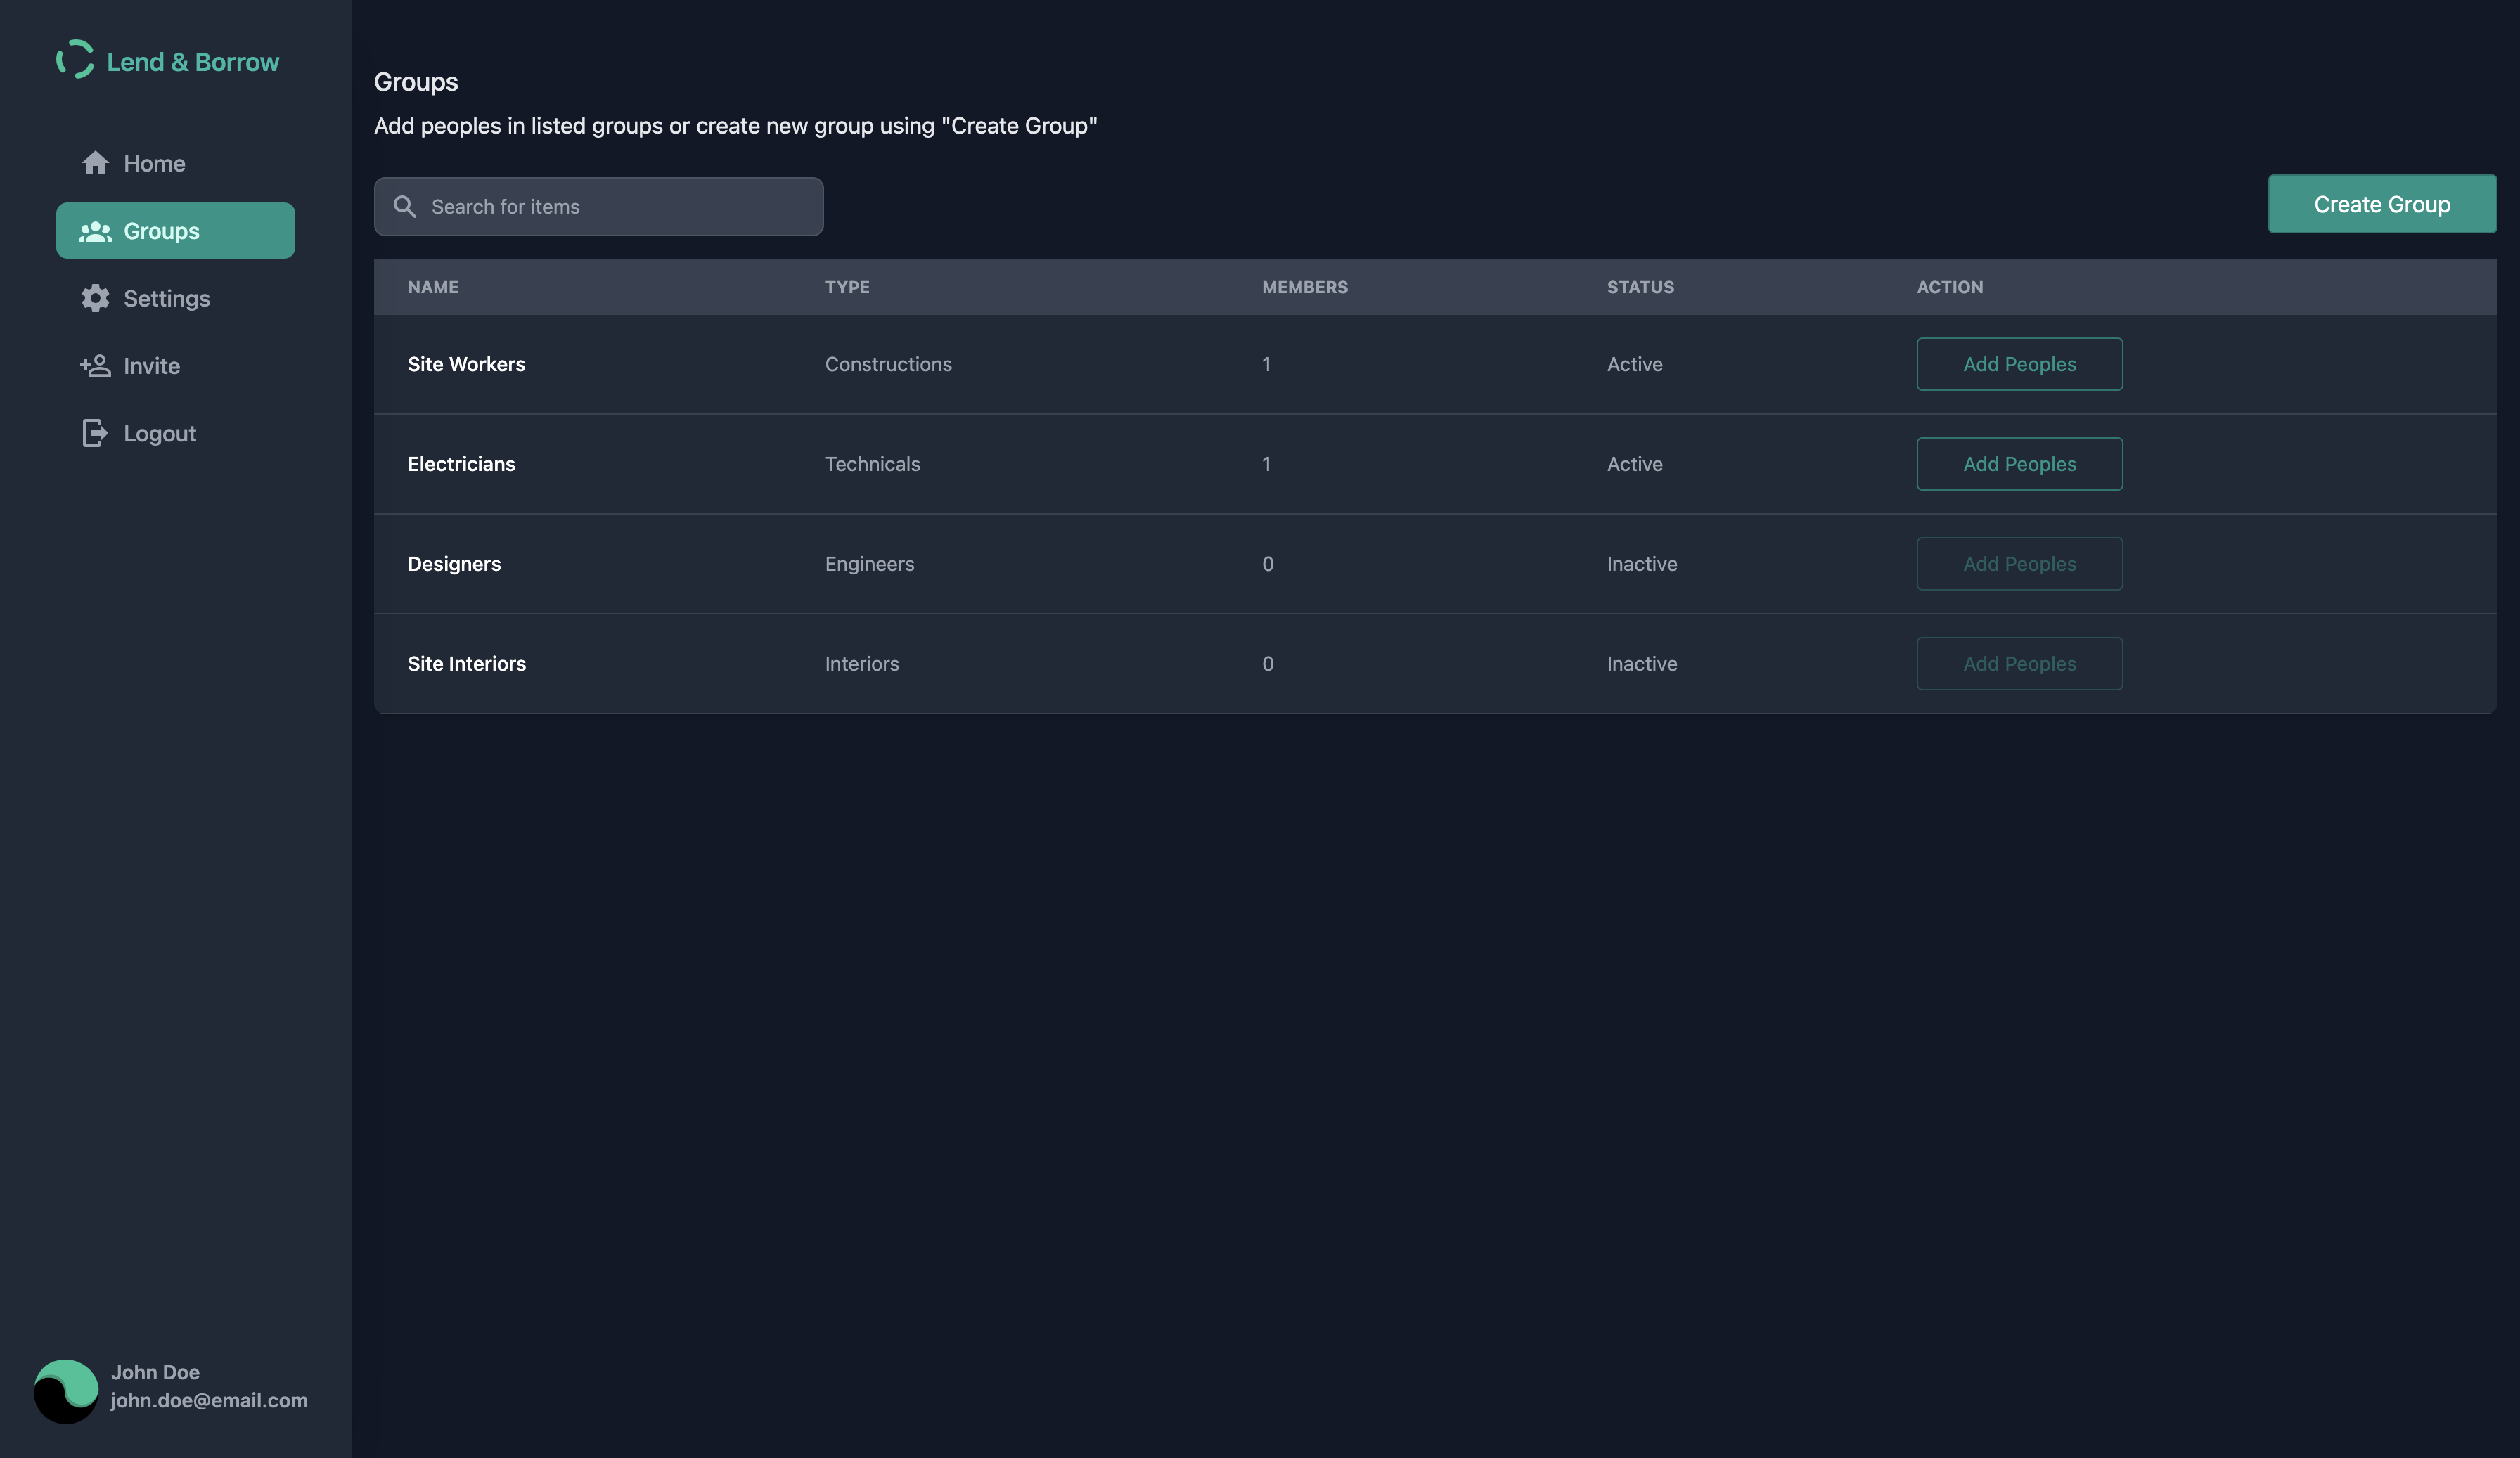 Lend & Borrow
Home
Groups
Settings
Invite
Logout
John Doe
john.doe@email.com
Groups
Add peoples in listed groups or create new group using "Create Group"
Search for items
Create Group
NAME TYPE MEMBERS STATUS ACTION
Site Workers Constructions 1 Active Add Peoples
Electricians Technicals 1 Active Add Peoples
Designers Engineers 0 Inactive Add Peoples
Site Interiors Interiors 0 Inactive Add Peoples